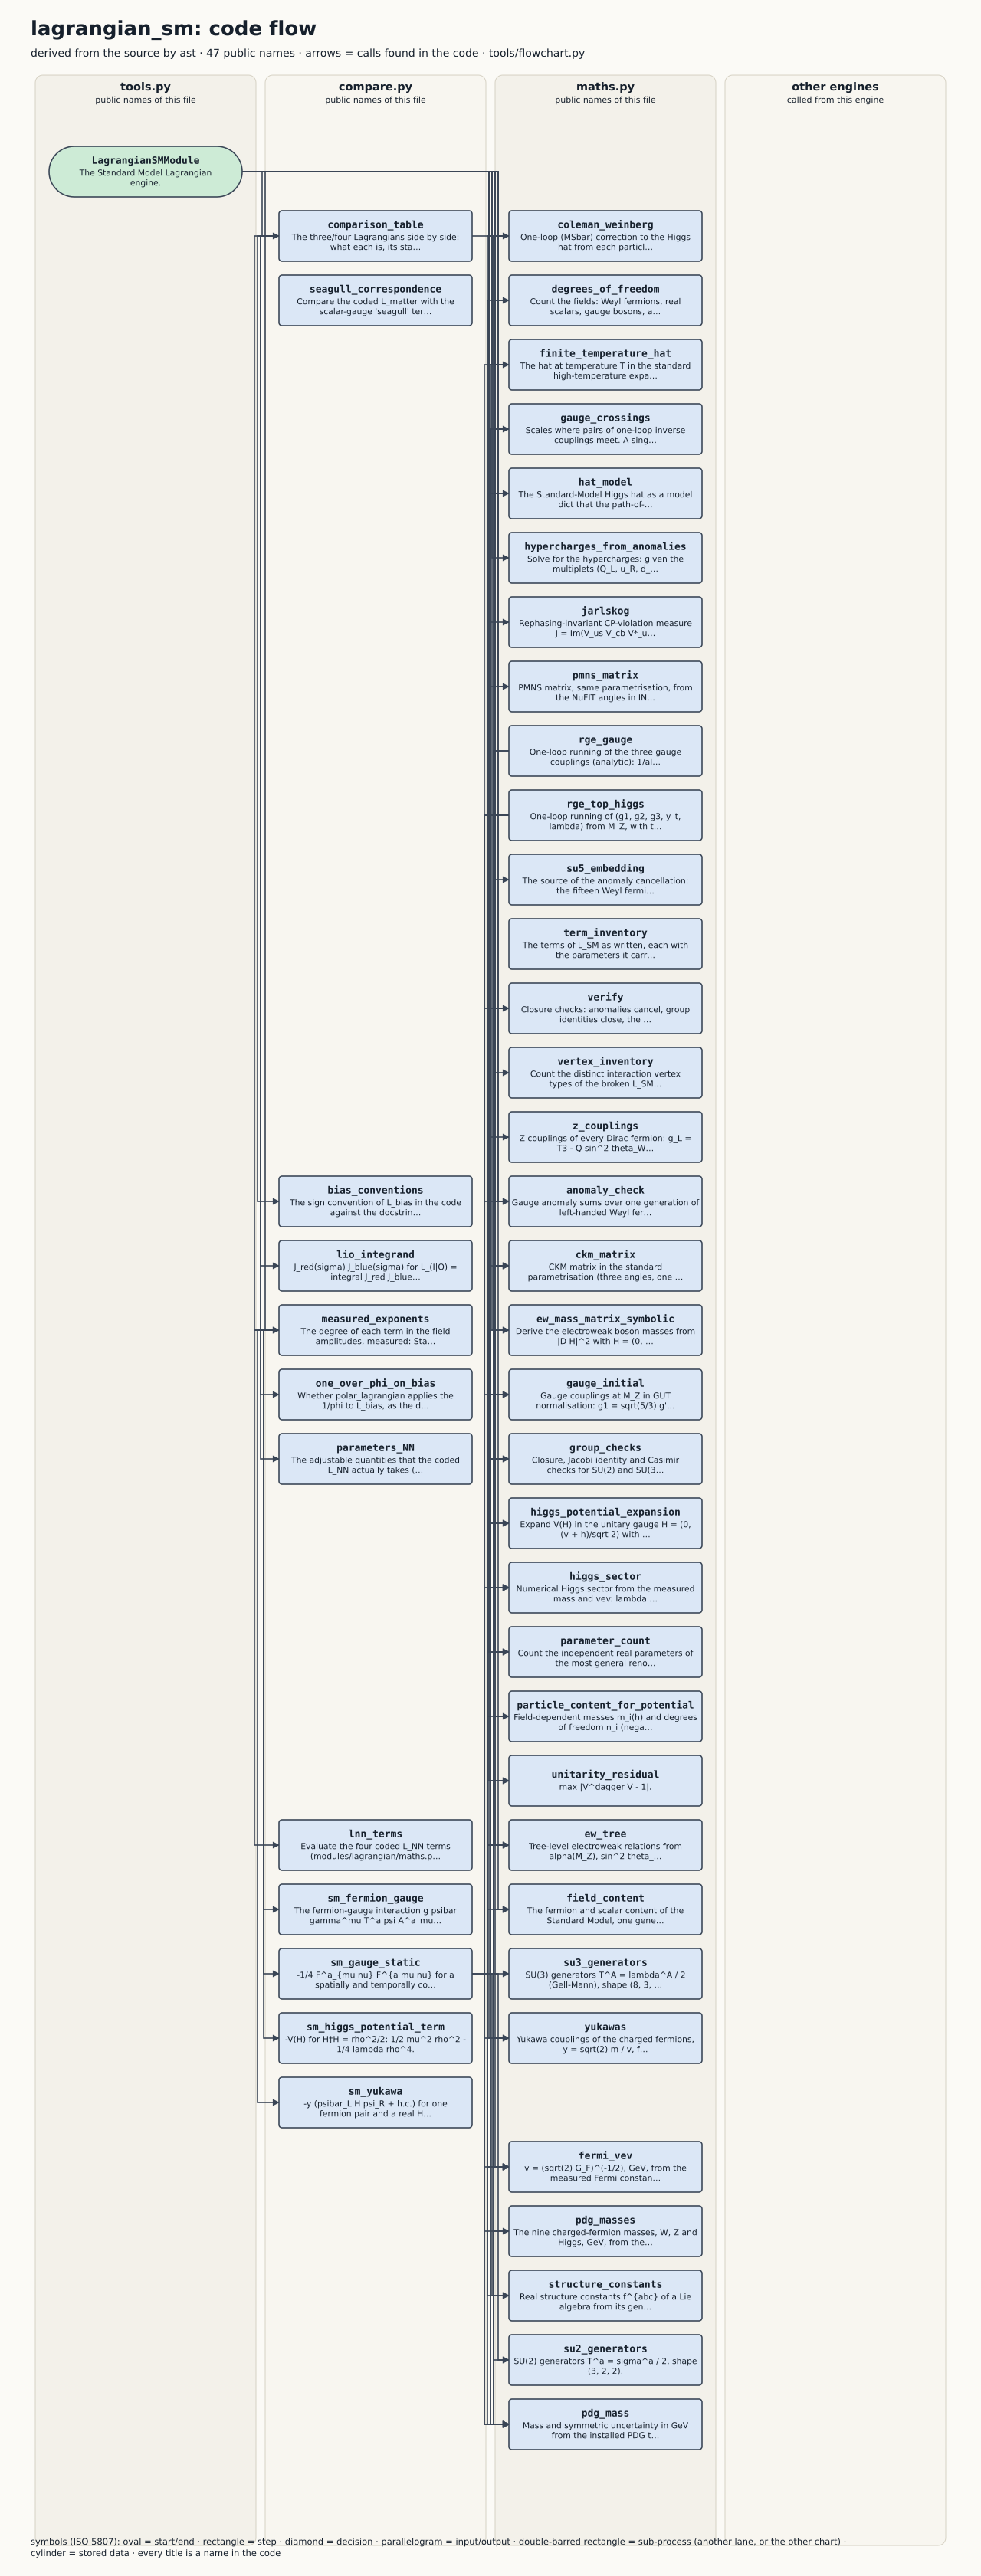 lagrangian_sm: code flow
derived from the source by ast · 47 public names · arrows = calls found in the code · tools/flowchart.py
tools.py
public names of this file
compare.py
public names of this file
maths.py
public names of this file
other engines
called from this engine
LagrangianSMModule
The Standard Model Lagrangian
engine.
comparison_table
The three/four Lagrangians side by side:
what each is, its sta…
coleman_weinberg
One-loop (MSbar) correction to the Higgs
hat from each particl…
seagull_correspondence
Compare the coded L_matter with the
scalar-gauge 'seagull' ter…
degrees_of_freedom
Count the fields: Weyl fermions, real
scalars, gauge bosons, a…
finite_temperature_hat
The hat at temperature T in the standard
high-temperature expa…
gauge_crossings
Scales where pairs of one-loop inverse
couplings meet. A sing…
hat_model
The Standard-Model Higgs hat as a model
dict that the path-of-…
hypercharges_from_anomalies
Solve for the hypercharges: given the
multiplets (Q_L, u_R, d_…
jarlskog
Rephasing-invariant CP-violation measure
J = Im(V_us V_cb V*_u…
pmns_matrix
PMNS matrix, same parametrisation, from
the NuFIT angles in IN…
rge_gauge
One-loop running of the three gauge
couplings (analytic): 1/al…
rge_top_higgs
One-loop running of (g1, g2, g3, y_t,
lambda) from M_Z, with t…
su5_embedding
The source of the anomaly cancellation:
the fifteen Weyl fermi…
term_inventory
The terms of L_SM as written, each with
the parameters it carr…
verify
Closure checks: anomalies cancel, group
identities close, the …
vertex_inventory
Count the distinct interaction vertex
types of the broken L_SM…
z_couplings
Z couplings of every Dirac fermion: g_L =
T3 - Q sin^2 theta_W…
bias_conventions
The sign convention of L_bias in the code
against the docstrin…
anomaly_check
Gauge anomaly sums over one generation of
left-handed Weyl fer…
lio_integrand
J_red(sigma) J_blue(sigma) for L_(I|O) =
integral J_red J_blue…
ckm_matrix
CKM matrix in the standard
parametrisation (three angles, one …
measured_exponents
The degree of each term in the field
amplitudes, measured: Sta…
ew_mass_matrix_symbolic
Derive the electroweak boson masses from
|D H|^2 with H = (0, …
one_over_phi_on_bias
Whether polar_lagrangian applies the
1/phi to L_bias, as the d…
gauge_initial
Gauge couplings at M_Z in GUT
normalisation: g1 = sqrt(5/3) g'…
parameters_NN
The adjustable quantities that the coded
L_NN actually takes (…
group_checks
Closure, Jacobi identity and Casimir
checks for SU(2) and SU(3…
higgs_potential_expansion
Expand V(H) in the unitary gauge H = (0,
(v + h)/sqrt 2) with …
higgs_sector
Numerical Higgs sector from the measured
mass and vev: lambda …
parameter_count
Count the independent real parameters of
the most general reno…
particle_content_for_potential
Field-dependent masses m_i(h) and degrees
of freedom n_i (nega…
unitarity_residual
max |V^dagger V - 1|.
lnn_terms
Evaluate the four coded L_NN terms
(modules/lagrangian/maths.p…
ew_tree
Tree-level electroweak relations from
alpha(M_Z), sin^2 theta_…
sm_fermion_gauge
The fermion-gauge interaction g psibar
gamma^mu T^a psi A^a_mu…
field_content
The fermion and scalar content of the
Standard Model, one gene…
sm_gauge_static
-1/4 F^a_{mu nu} F^{a mu nu} for a
spatially and temporally co…
su3_generators
SU(3) generators T^A = lambda^A / 2
(Gell-Mann), shape (8, 3, …
sm_higgs_potential_term
-V(H) for H†H = rho^2/2: 1/2 mu^2 rho^2 -
1/4 lambda rho^4.
yukawas
Yukawa couplings of the charged fermions,
y = sqrt(2) m / v, f…
sm_yukawa
-y (psibar_L H psi_R + h.c.) for one
fermion pair and a real H…
fermi_vev
v = (sqrt(2) G_F)^(-1/2), GeV, from the
measured Fermi constan…
pdg_masses
The nine charged-fermion masses, W, Z and
Higgs, GeV, from the…
structure_constants
Real structure constants f^{abc} of a Lie
algebra from its gen…
su2_generators
SU(2) generators T^a = sigma^a / 2, shape
(3, 2, 2).
pdg_mass
Mass and symmetric uncertainty in GeV
from the installed PDG t…
symbols (ISO 5807): oval = start/end · rectangle = step · diamond = decision · parallelogram = input/output · double-barred rectangle = sub-process (another lane, or the other chart) ·
cylinder = stored data · every title is a name in the code